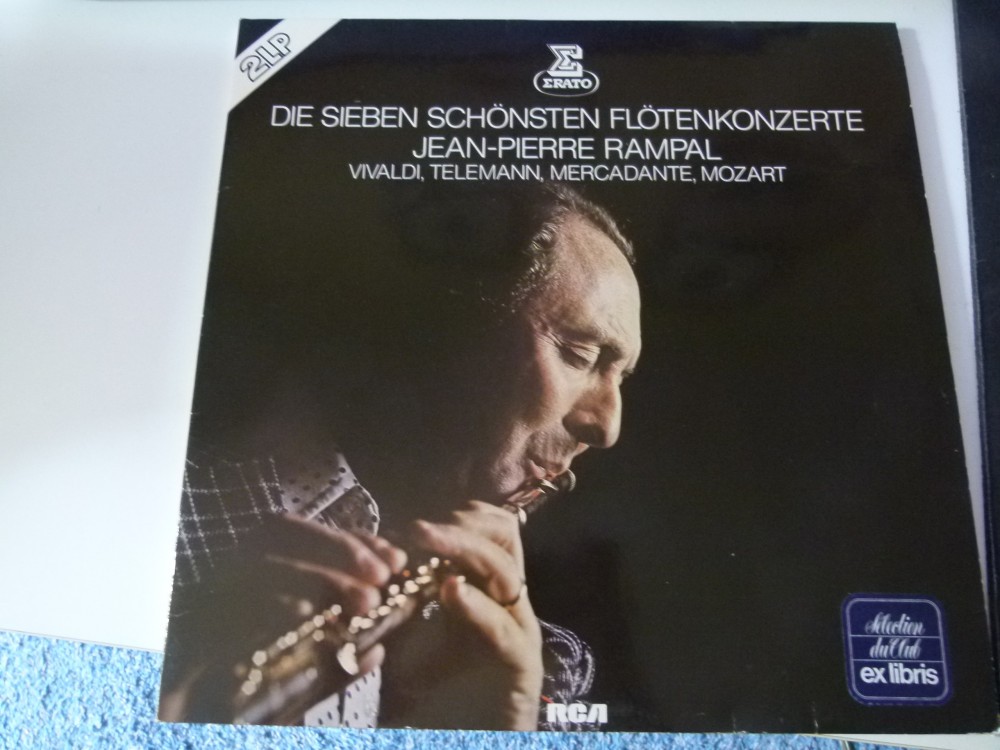 2LP
ΣRATO
DIE SIEBEN SCHÖNSTEN FLÖTENKONZERTE
JEAN-PIERRE RAMPAL
VIVALDI, TELEMANN, MERCADANTE, MOZART
Sélection
du Club
ex libris
RCA